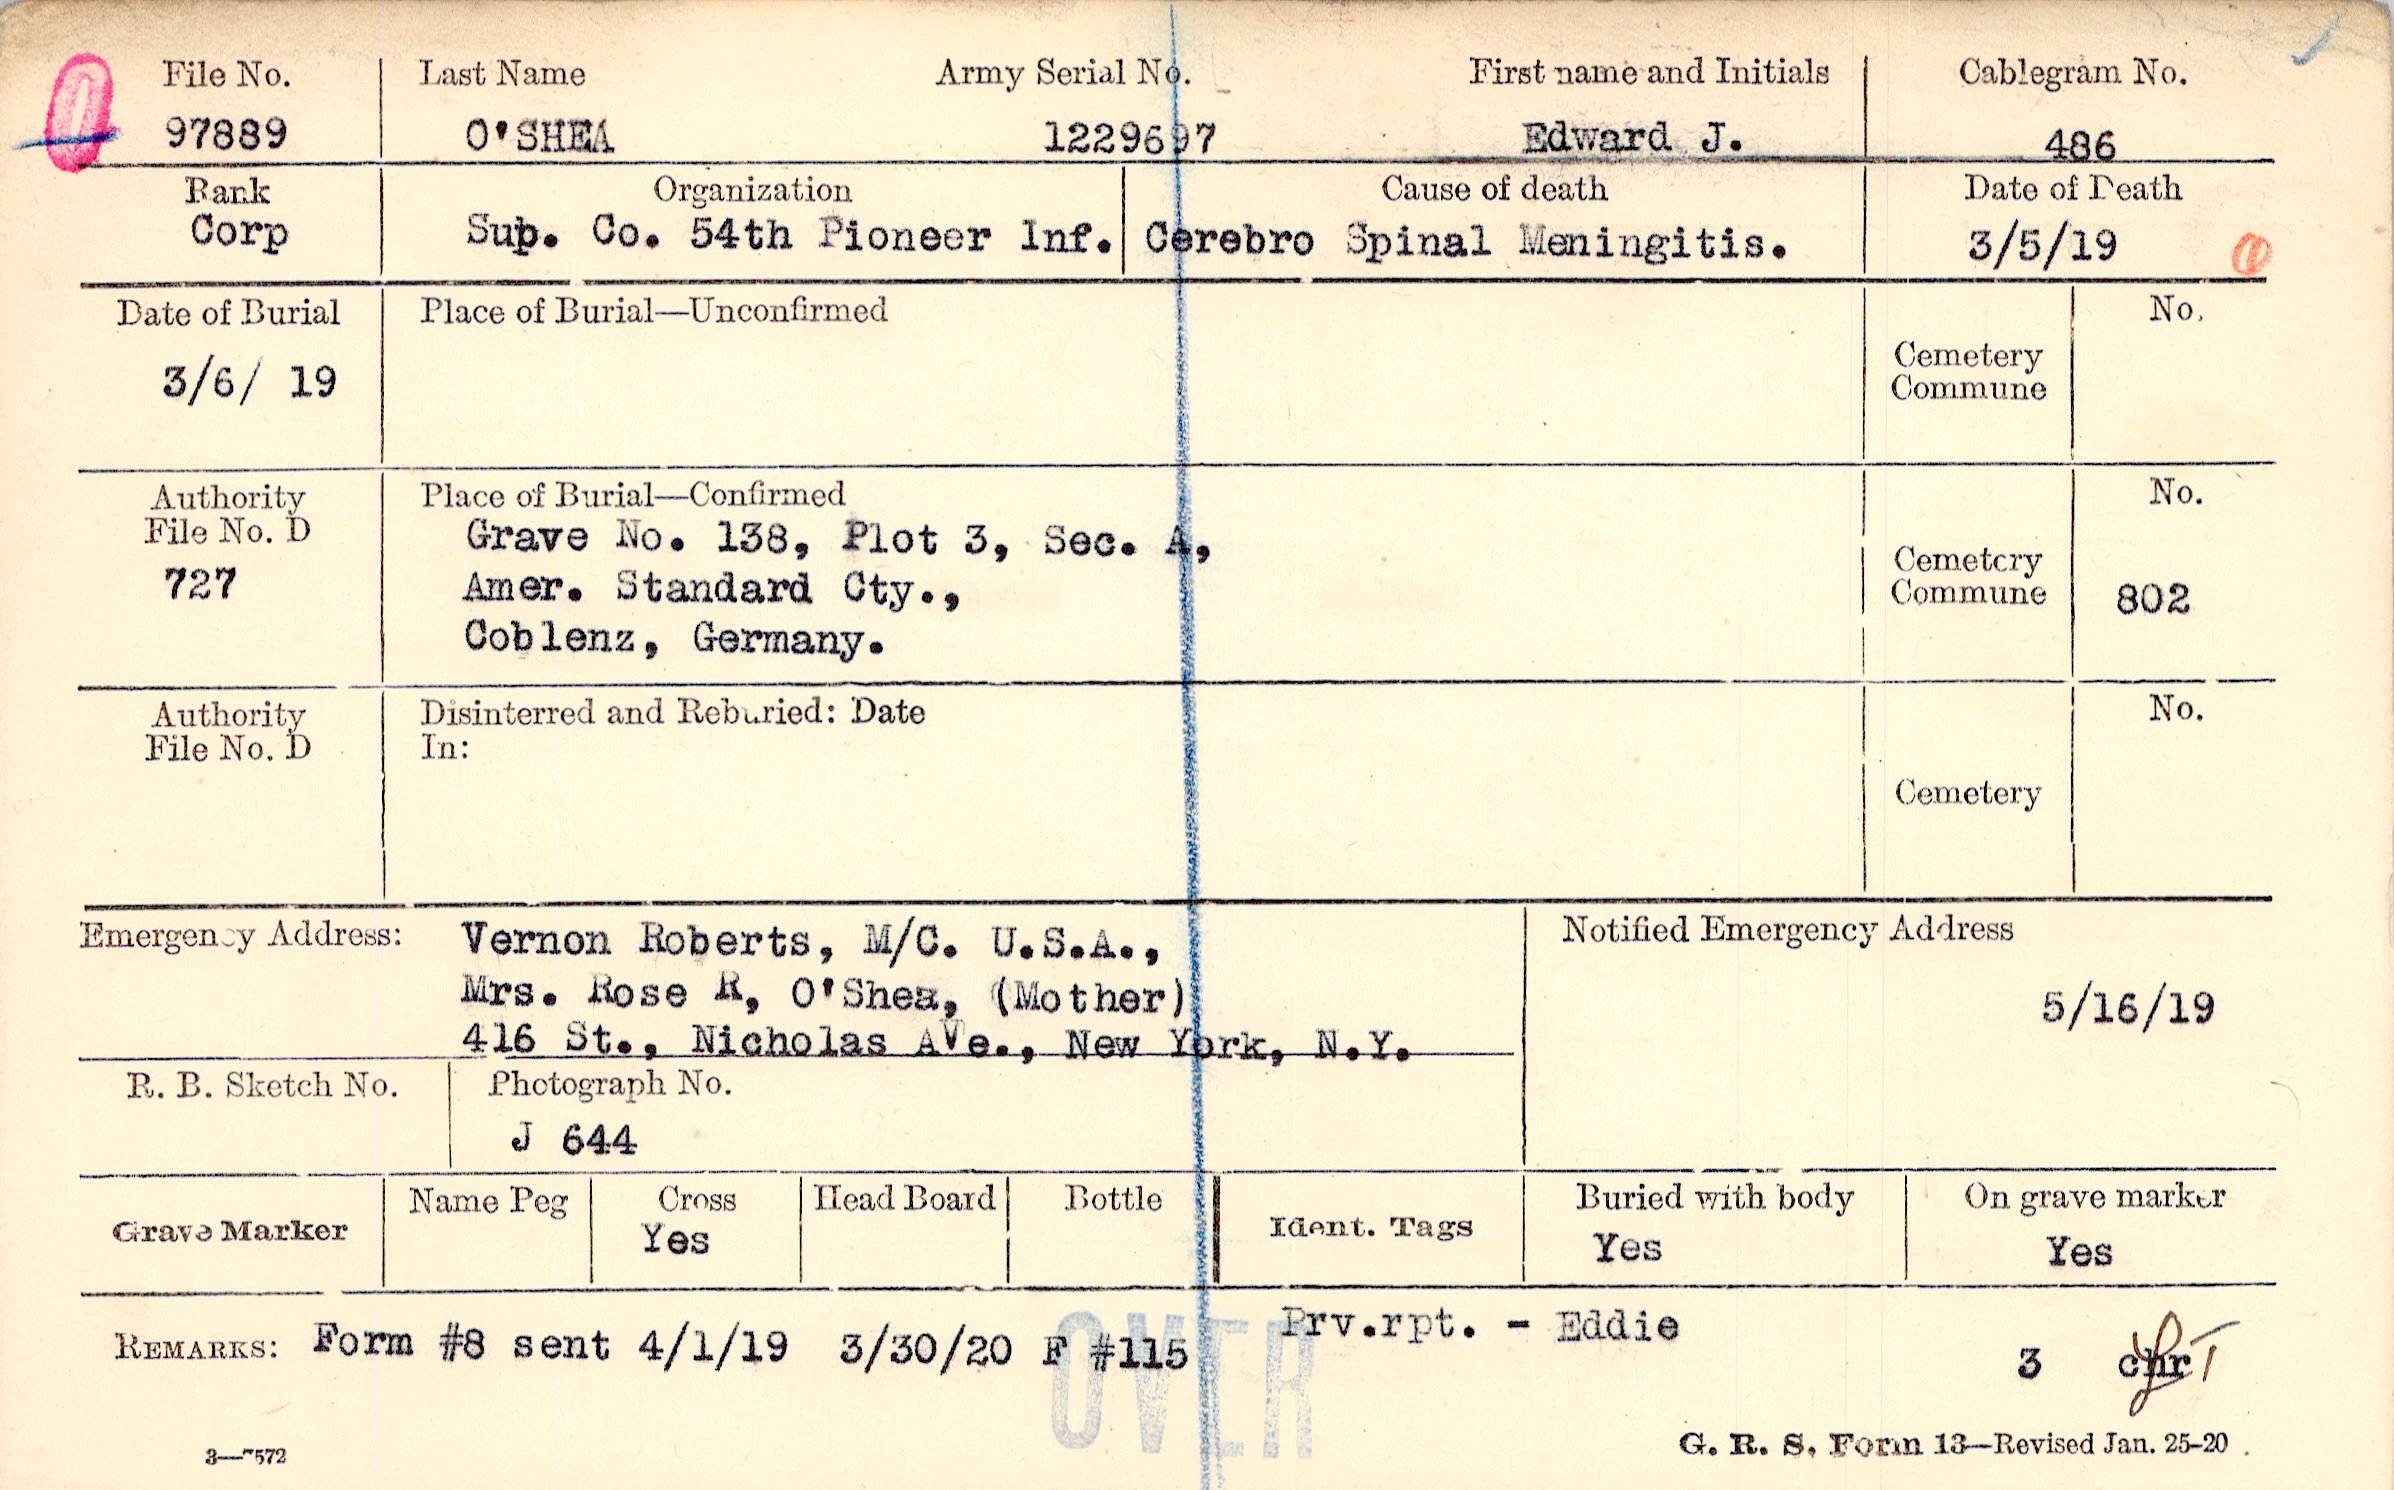 File No. Last Name Army Serial No. First name and Initials Cablegram No.
97889 O'SHEA 1229697 Edward J. 486
Rank Organization Cause of death Date of Death
Corp Sup. Co. 54th Pioneer Inf. Cerebro Spinal Meningitis. 3/5/19
Date of Burial Place of Burial—Unconfirmed No.
3/6/ 19 Cemetery
Commune
Authority Place of Burial—Confirmed No.
File No. D Grave No. 138, Plot 3, Sec. A,
727 Amer. Standard Cty., Cemetery
Commune 802
Coblenz, Germany.
Authority Disinterred and Reburied: Date No.
File No. D In:
Cemetery
Emergency Address: Vernon Roberts, M/C. U.S.A., Notified Emergency Address
Mrs. Rose R, O'Shea, (Mother) 5/16/19
416 St., Nicholas AVe., New York, N.Y.
R. B. Sketch No. Photograph No.
J 644
Grave Marker Name Peg Cross Head Board Bottle Ident. Tags Buried with body On grave marker
Yes Yes Yes
REMARKS: Form #8 sent 4/1/19 3/30/20 F #115 Prv.rpt. - Eddie
3 chr
OVER
3—7572 G. R. S. Form 13—Revised Jan. 25-20